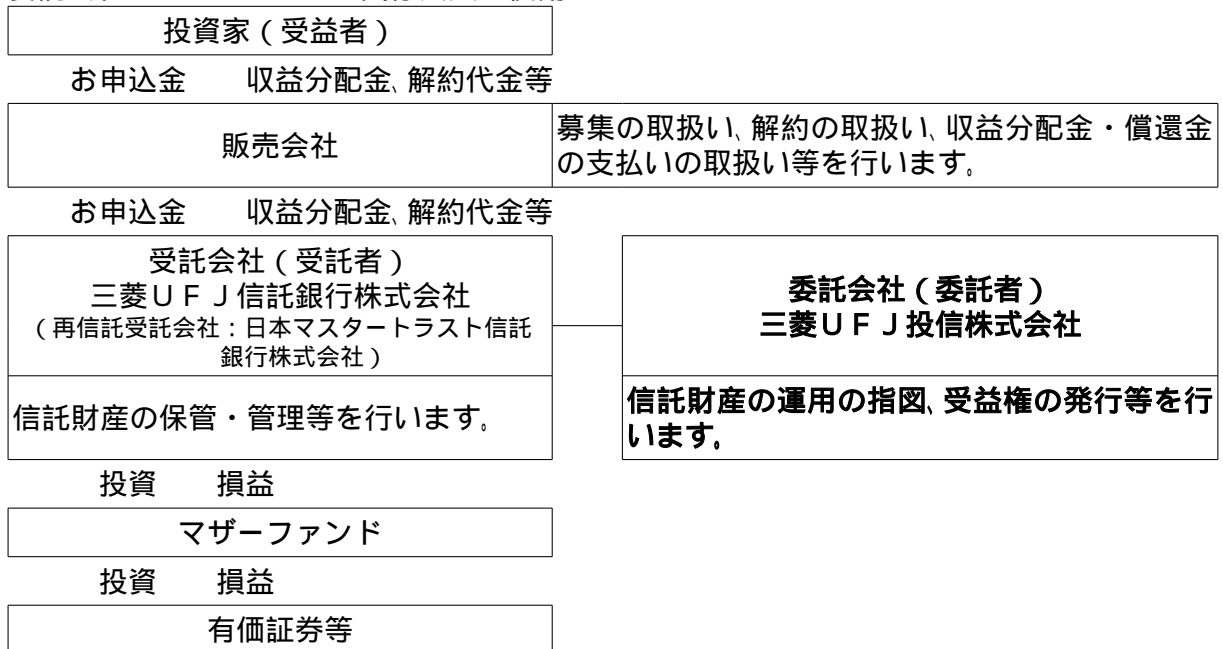 投資家(受益者)
お申込金 収益分配金、解約代金等
販売会社
募集の取扱い、解約の取扱い、収益分配金・償還金
の支払いの取扱い等を行います。
お申込金 収益分配金、解約代金等
受託会社(受託者)
三菱UFJ信託銀行株式会社
(再信託受託会社:日本マスタートラスト信託
銀行株式会社)
委託会社(委託者)
三菱UFJ投信株式会社
信託財産の保管・管理等を行います。
信託財産の運用の指図、受益権の発行等を行
います。
投資 損益
マザーファンド
投資 損益
有価証券等